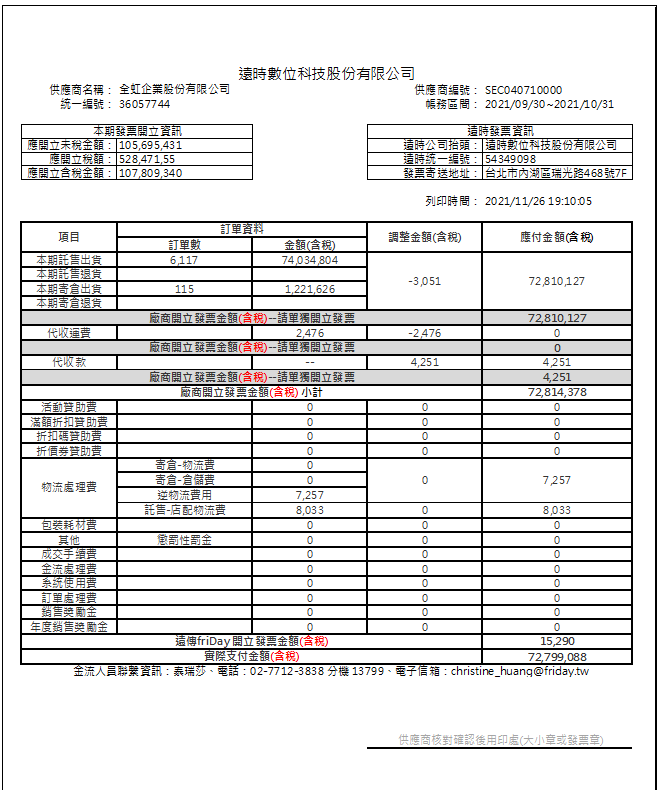 遠時數位科技股份有限公司
供應商名稱： 全虹企業股份有限公司 供應商編號： SEC040710000
統一編號： 36057744 帳務區間： 2021/09/30~2021/10/31
本期發票開立資訊 遠時發票資訊
應開立未稅金額： 105,695,431 遠時公司抬頭： 遠時數位科技股份有限公司
應開立稅額： 528,471,55 遠時統一編號： 54349098
應開立含稅金額： 107,809,340 發票寄送地址： 台北市內湖區瑞光路468號7F
列印時間： 2021/11/26 19:10:05
項目 訂單資料 調整金額(含稅) 應付金額(含稅)
訂單數 金額(含稅)
本期託售出貨 6,117 74,034,804 -3,051 72,810,127
本期託售退貨
本期寄倉出貨 115 1,221,626
本期寄倉退貨
廠商開立發票金額(含稅)--請單獨開立發票 72,810,127
代收運費 2,476 -2,476 0
廠商開立發票金額(含稅)--請單獨開立發票 0
代收款 -- 4,251 4,251
廠商開立發票金額(含稅)--請單獨開立發票 4,251
廠商開立發票金額(含稅) 小計 72,814,378
活動贊助費 0 0 0
滿額折扣贊助費 0 0 0
折扣碼贊助費 0 0 0
折價券贊助費 0 0 0
物流處理費 寄倉-物流費 0 0 7,257
寄倉-倉儲費 0
逆物流費用 7,257
託售-店配物流費 8,033 0 8,033
包裝耗材費 0 0 0
其他 懲罰性罰金 0 0 0
成交手續費 0 0 0
金流處理費 0 0 0
系統使用費 0 0 0
訂單處理費 0 0 0
銷售獎勵金 0 0 0
年度銷售獎勵金 0 0 0
遠傳friDay 開立發票金額(含稅) 15,290
實際支付金額(含稅) 72,799,088
金流人員聯繫資訊：袁瑞莎、電話：02-7712-3838 分機 13799、電子信箱：christine_huang@friday.tw
供應商核對確認後用印處(大小章或發票章)